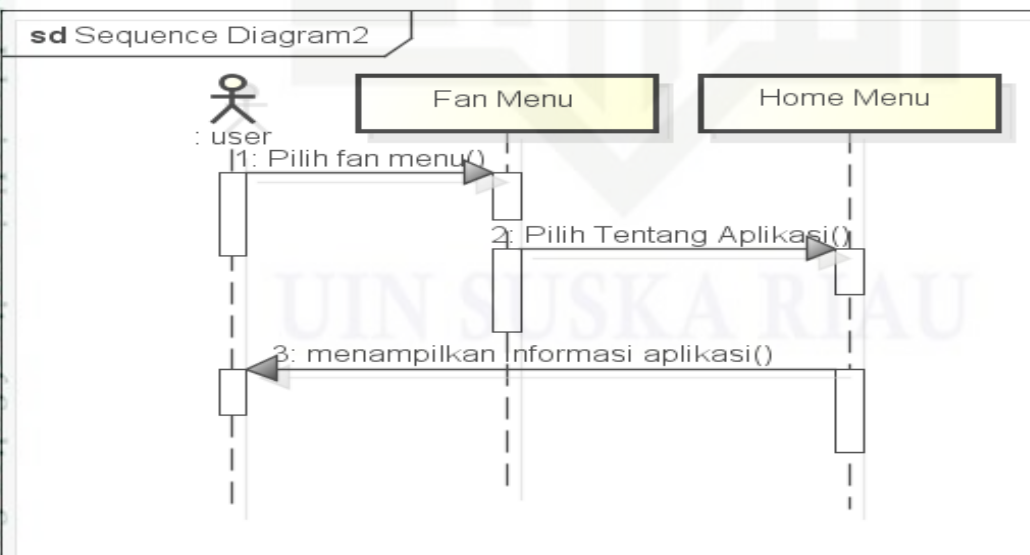 sd Sequence Diagram2
Fan Menu
Home Menu
: user
1: Pilih fan menu()
2: Pilih Tentang Aplikasi()
UIN SUSKA RIAU
3: menampilkan informasi aplikasi()